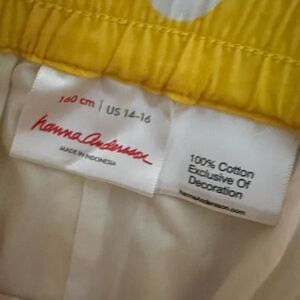 160 cm | US 14-16
hanna andersson
MADE IN INDONESIA
100% Cotton
Exclusive Of
Decoration
hannaAndersson.com